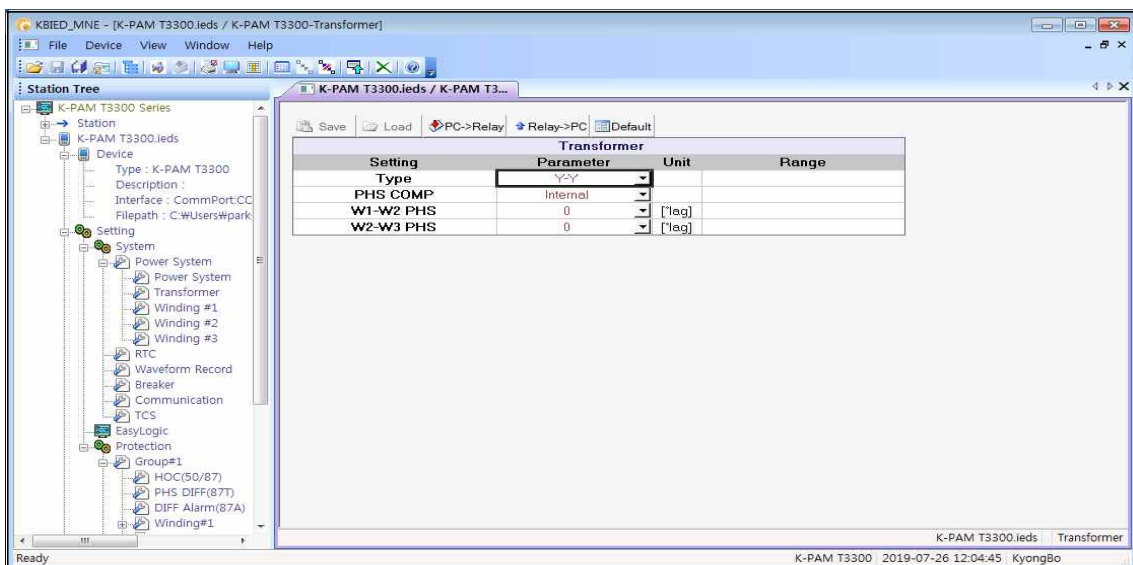 KBIED_MNE - [K-PAM T3300.ieds / K-PAM T3300-Transformer]
File Device View Window Help
Station Tree
K-PAM T3300.ieds / K-PAM T3...
K-PAM T3300 Series
Station
K-PAM T3300.ieds
Device
Type : K-PAM T3300
Description :
Interface : CommPort:CC
Filepath : C:₩Users₩park
Setting
System
Power System
Power System
Transformer
Winding #1
Winding #2
Winding #3
RTC
Waveform Record
Breaker
Communication
TCS
EasyLogic
Protection
Group#1
HOC(50/87)
PHS DIFF(87T)
DIFF Alarm(87A)
Winding#1
Save Load PC->Relay Relay->PC Default
Transformer
Setting Parameter Unit Range
Type Y-Y
PHS COMP Internal
W1-W2 PHS 0 [°lag]
W2-W3 PHS 0 [°lag]
K-PAM T3300.ieds Transformer
Ready K-PAM T3300 2019-07-26 12:04:45 KyongBo